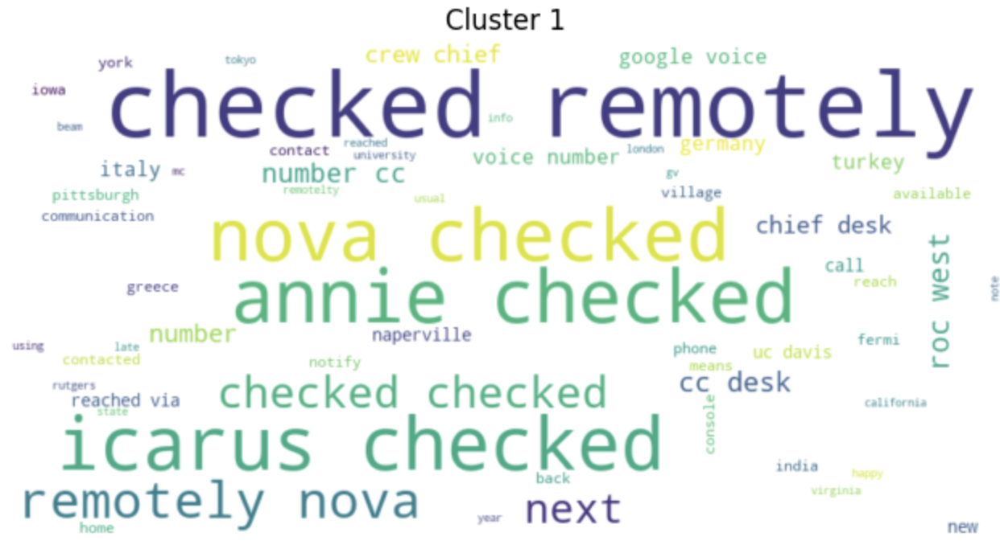 Cluster 1
crew chief
google voice
york
tokyo
checked remotely
iowa
info
beam
contact
reached
university
voice number
london
germany
turkey
italy
mc
number cc
gv
pittsburgh
remotelty
usual
village
available
communication
nova checked
chief desk
roc west
call
annie checked
reach
note
greece
number
naperville
fermi
using
late
phone
uc davis
contacted
notify
means
checked checked
cc desk
rutgers
reached via
console
california
state
icarus checked
india
happy
back
virginia
remotely nova
next
year
home
new